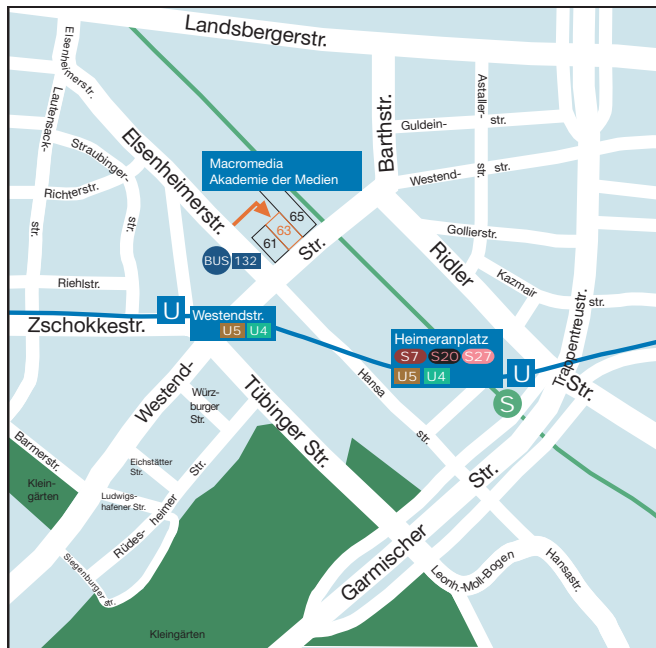 Landsbergerstr.
Elsenheimerstr.
Lautensack-
str.
Straubinger-
str.
Richterstr.
Elsenheimerstr.
Barthstr.
Astaller-
str.
Guldein-
str.
Westend-
str.
Macromedia
Akademie der Medien
65
63
61
Str.
BUS 132
Gollierstr.
Ridler
Str.
Kazmair
str.
Trappentreustr.
Riehlstr.
U
Zschokkestr.
Westendstr.
U5 U4
Heimeranplatz
S7 S20 S27
U5 U4
U
S
Hansa
str.
Westend-
Würz-
burger
Str.
Tübinger Str.
Barmerstr.
Klein-
gärten
Eichstätter
Str.
Ludwigs-
hafener Str.
Rüdes-
heimer
Str.
Siegenburger str.
Garmischer
Str.
Leonh.-Moll-Bogen
Hansastr.
Kleingärten